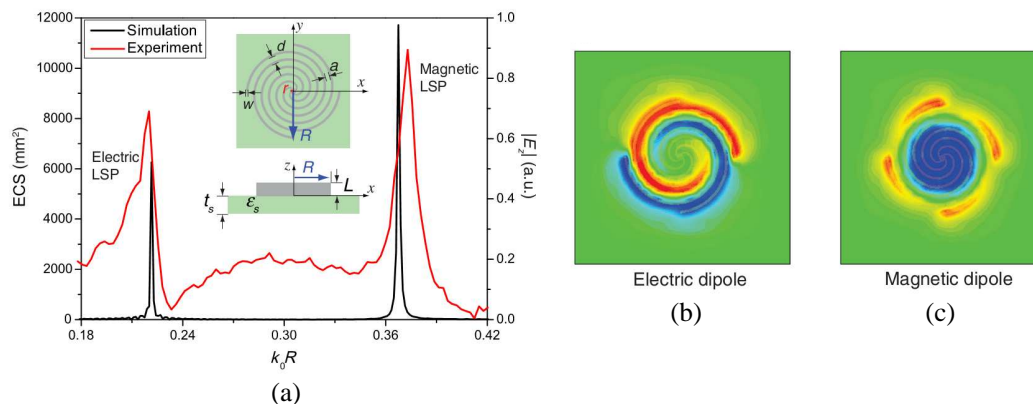 12000
10000
8000
6000
4000
2000
0
ECS (mm²)
Simulation
Experiment
Electric
LSP
Magnetic
LSP
y
d
a
x
r
w
R
z
R
L
x
t_s
ε_s
1.0
0.8
0.6
0.4
0.2
0.0
|E_z| (a.u.)
0.18
0.24
0.30
0.36
0.42
k₀R
(a)
Electric dipole
(b)
Magnetic dipole
(c)